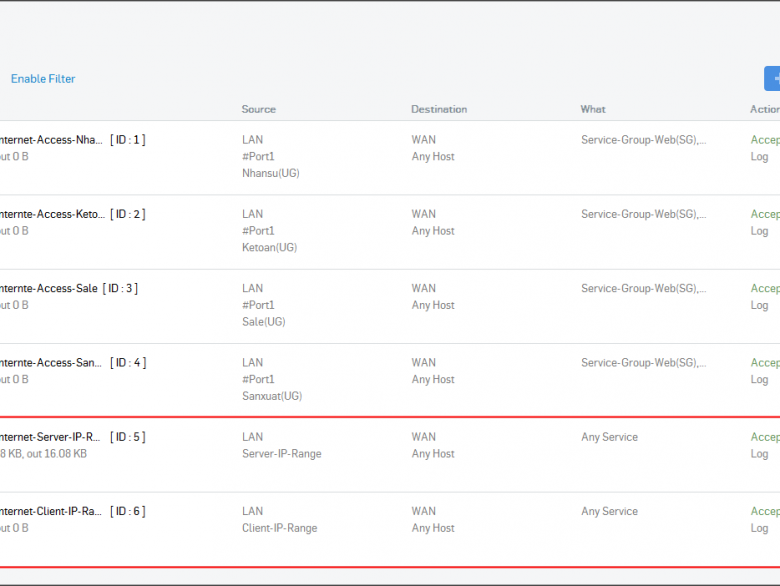 Enable Filter
Source Destination What Action
nternet-Access-Nha... [ ID : 1 ] LAN WAN Service-Group-Web(SG),... Accep
out 0 B #Port1 Any Host Log
Nhansu(UG)
nternte-Access-Keto... [ ID : 2 ] LAN WAN Service-Group-Web(SG),... Accep
out 0 B #Port1 Any Host Log
Ketoan(UG)
nternte-Access-Sale [ ID : 3 ] LAN WAN Service-Group-Web(SG),... Accep
out 0 B #Port1 Any Host Log
Sale(UG)
nternte-Access-San... [ ID : 4 ] LAN WAN Service-Group-Web(SG),... Accep
out 0 B #Port1 Any Host Log
Sanxuat(UG)
nternet-Server-IP-R... [ ID : 5 ] LAN WAN Any Service Accep
8 KB, out 16.08 KB Server-IP-Range Any Host Log
nternet-Client-IP-Ra... [ ID : 6 ] LAN WAN Any Service Accep
out 0 B Client-IP-Range Any Host Log